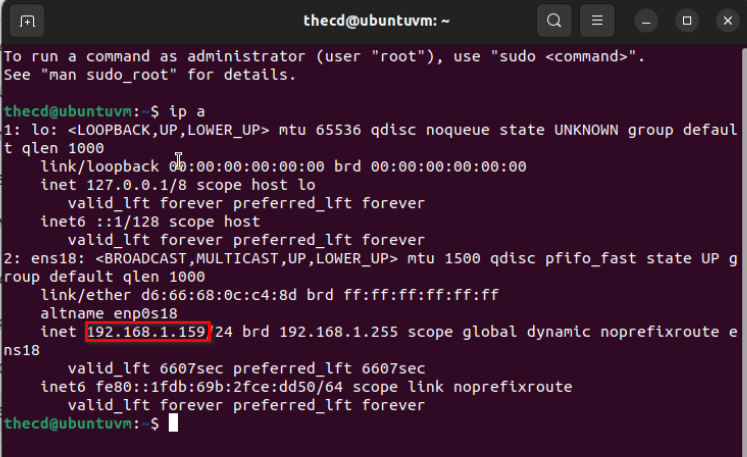 thecd@ubuntuvm: ~
To run a command as administrator (user "root"), use "sudo <command>".
See "man sudo_root" for details.
thecd@ubuntuvm:~$ ip a
1: lo: <LOOPBACK,UP,LOWER_UP> mtu 65536 qdisc noqueue state UNKNOWN group defaul
t qlen 1000
    link/loopback 00:00:00:00:00:00 brd 00:00:00:00:00:00
    inet 127.0.0.1/8 scope host lo
       valid_lft forever preferred_lft forever
    inet6 ::1/128 scope host
       valid_lft forever preferred_lft forever
2: ens18: <BROADCAST,MULTICAST,UP,LOWER_UP> mtu 1500 qdisc pfifo_fast state UP g
roup default qlen 1000
    link/ether d6:66:68:0c:c4:8d brd ff:ff:ff:ff:ff:ff
    altname enp0s18
    inet 192.168.1.159/24 brd 192.168.1.255 scope global dynamic noprefixroute e
ns18
       valid_lft 6607sec preferred_lft 6607sec
    inet6 fe80::1fdb:69b:2fce:dd50/64 scope link noprefixroute
       valid_lft forever preferred_lft forever
thecd@ubuntuvm:~$